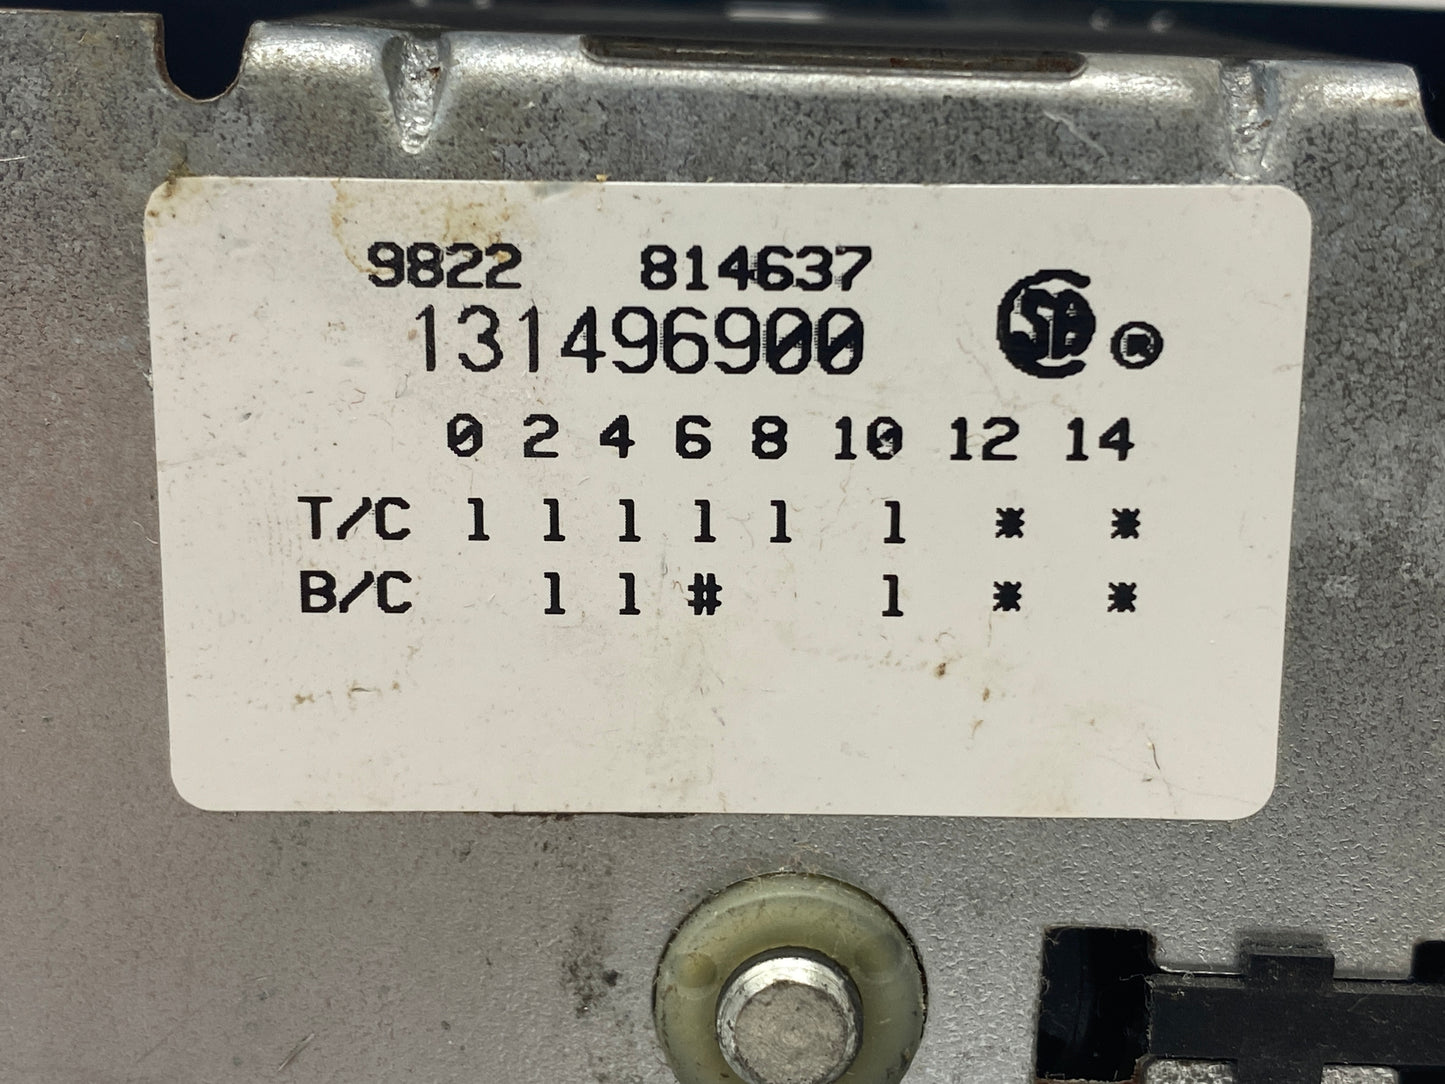 9822 814637
131496900 SP ®
0 2 4 6 8 10 12 14
T/C 1 1 1 1 1 1 * *
B/C 1 1 # 1 * *